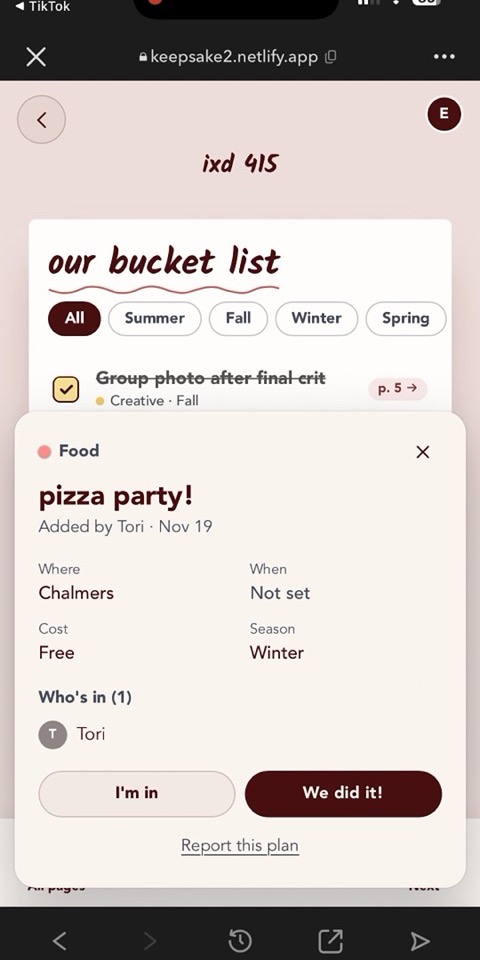 TikTok
keepsake2.netlify.app
E
ixd 415
our bucket list
All Summer Fall Winter Spring
Group photo after final crit
p. 5 →
Creative · Fall
Food
pizza party!
Added by Tori · Nov 19
Where When
Chalmers Not set
Cost Season
Free Winter
Who's in (1)
T Tori
I'm in We did it!
Report this plan
All pages Next